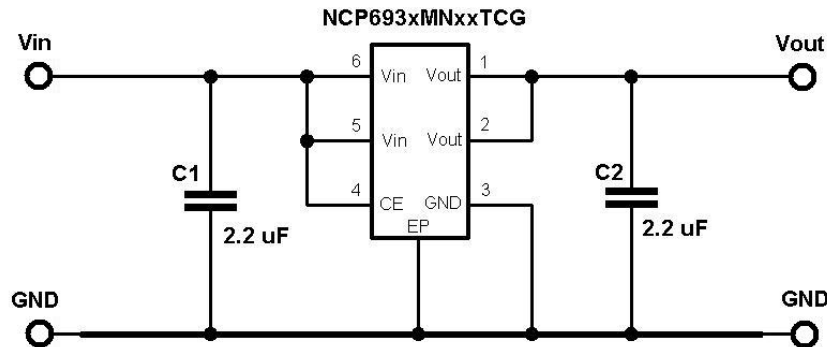 NCP693xMNxxTCG
Vin
Vout
6
Vin
Vout
1
5
Vin
Vout
2
C1
C2
4
CE
GND
3
EP
2.2 uF
2.2 uF
GND
GND